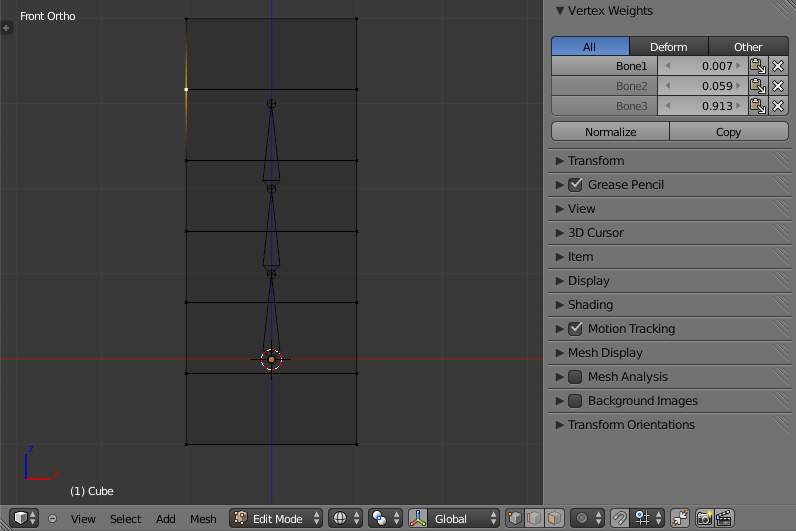 Front Ortho
Vertex Weights
All Deform Other
Bone1 0.007
Bone2 0.059
Bone3 0.913
Normalize Copy
Transform
Grease Pencil
View
3D Cursor
Item
Display
Shading
Motion Tracking
Mesh Display
Mesh Analysis
Background Images
Transform Orientations
z
(1) Cube
View Select Add Mesh Edit Mode Global